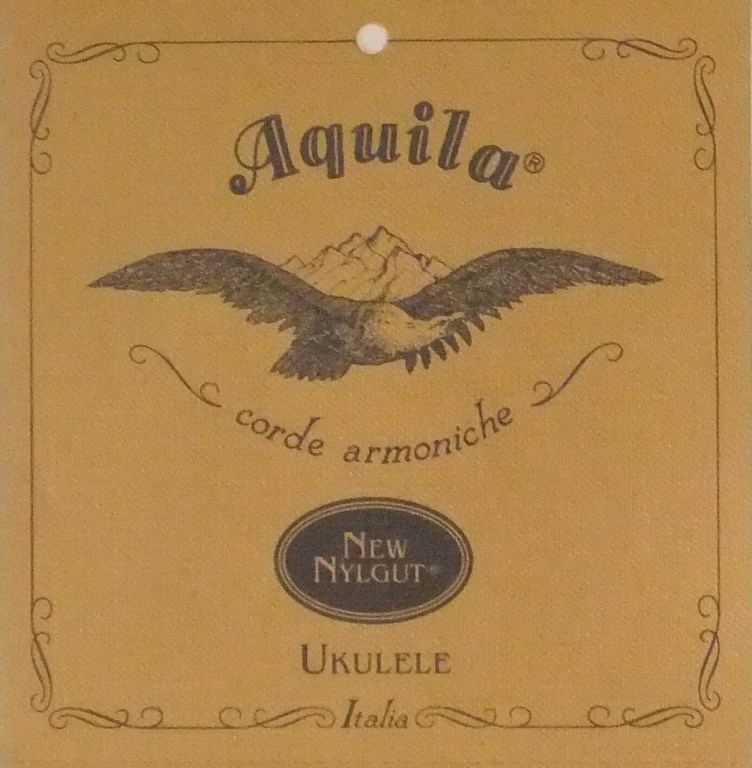 Aquila®
corde armoniche
New
Nylgut®
Ukulele
Italia